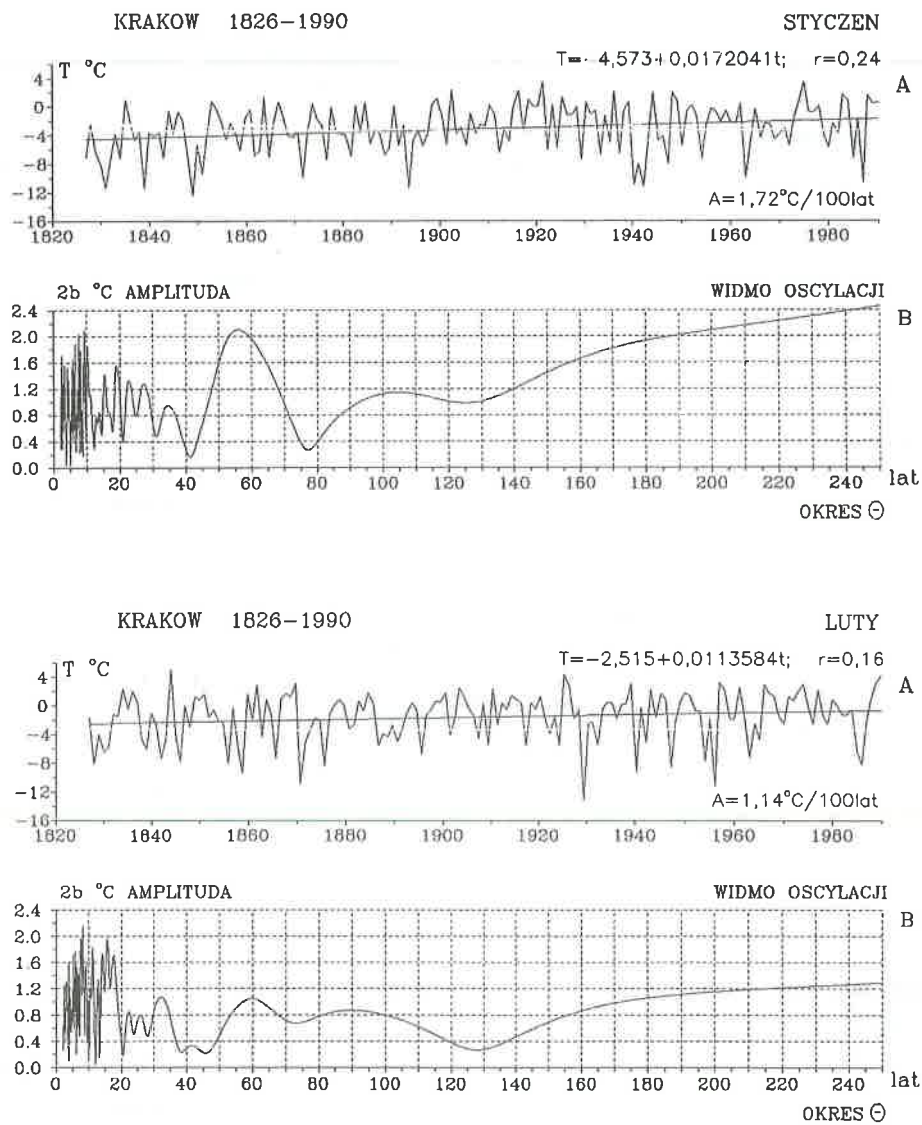 KRAKOW 1826-1990 STYCZEN
T=-4,573+0,0172041t; r=0,24
T °C
A
4
0
-4
-8
-12
-16
A=1,72°C/100lat
1820 1840 1860 1880 1900 1920 1940 1960 1980
2b °C AMPLITUDA WIDMO OSCYLACJI
B
2.4
2.0
1.6
1.2
0.8
0.4
0.0
0 20 40 60 80 100 120 140 160 180 200 220 240 lat
OKRES Θ
KRAKOW 1826-1990 LUTY
T=-2,515+0,0113584t; r=0,16
T °C
A
4
0
-4
-8
-12
-16
A=1,14°C/100lat
1820 1840 1860 1880 1900 1920 1940 1960 1980
2b °C AMPLITUDA WIDMO OSCYLACJI
B
2.4
2.0
1.6
1.2
0.8
0.4
0.0
0 20 40 60 80 100 120 140 160 180 200 220 240 lat
OKRES Θ